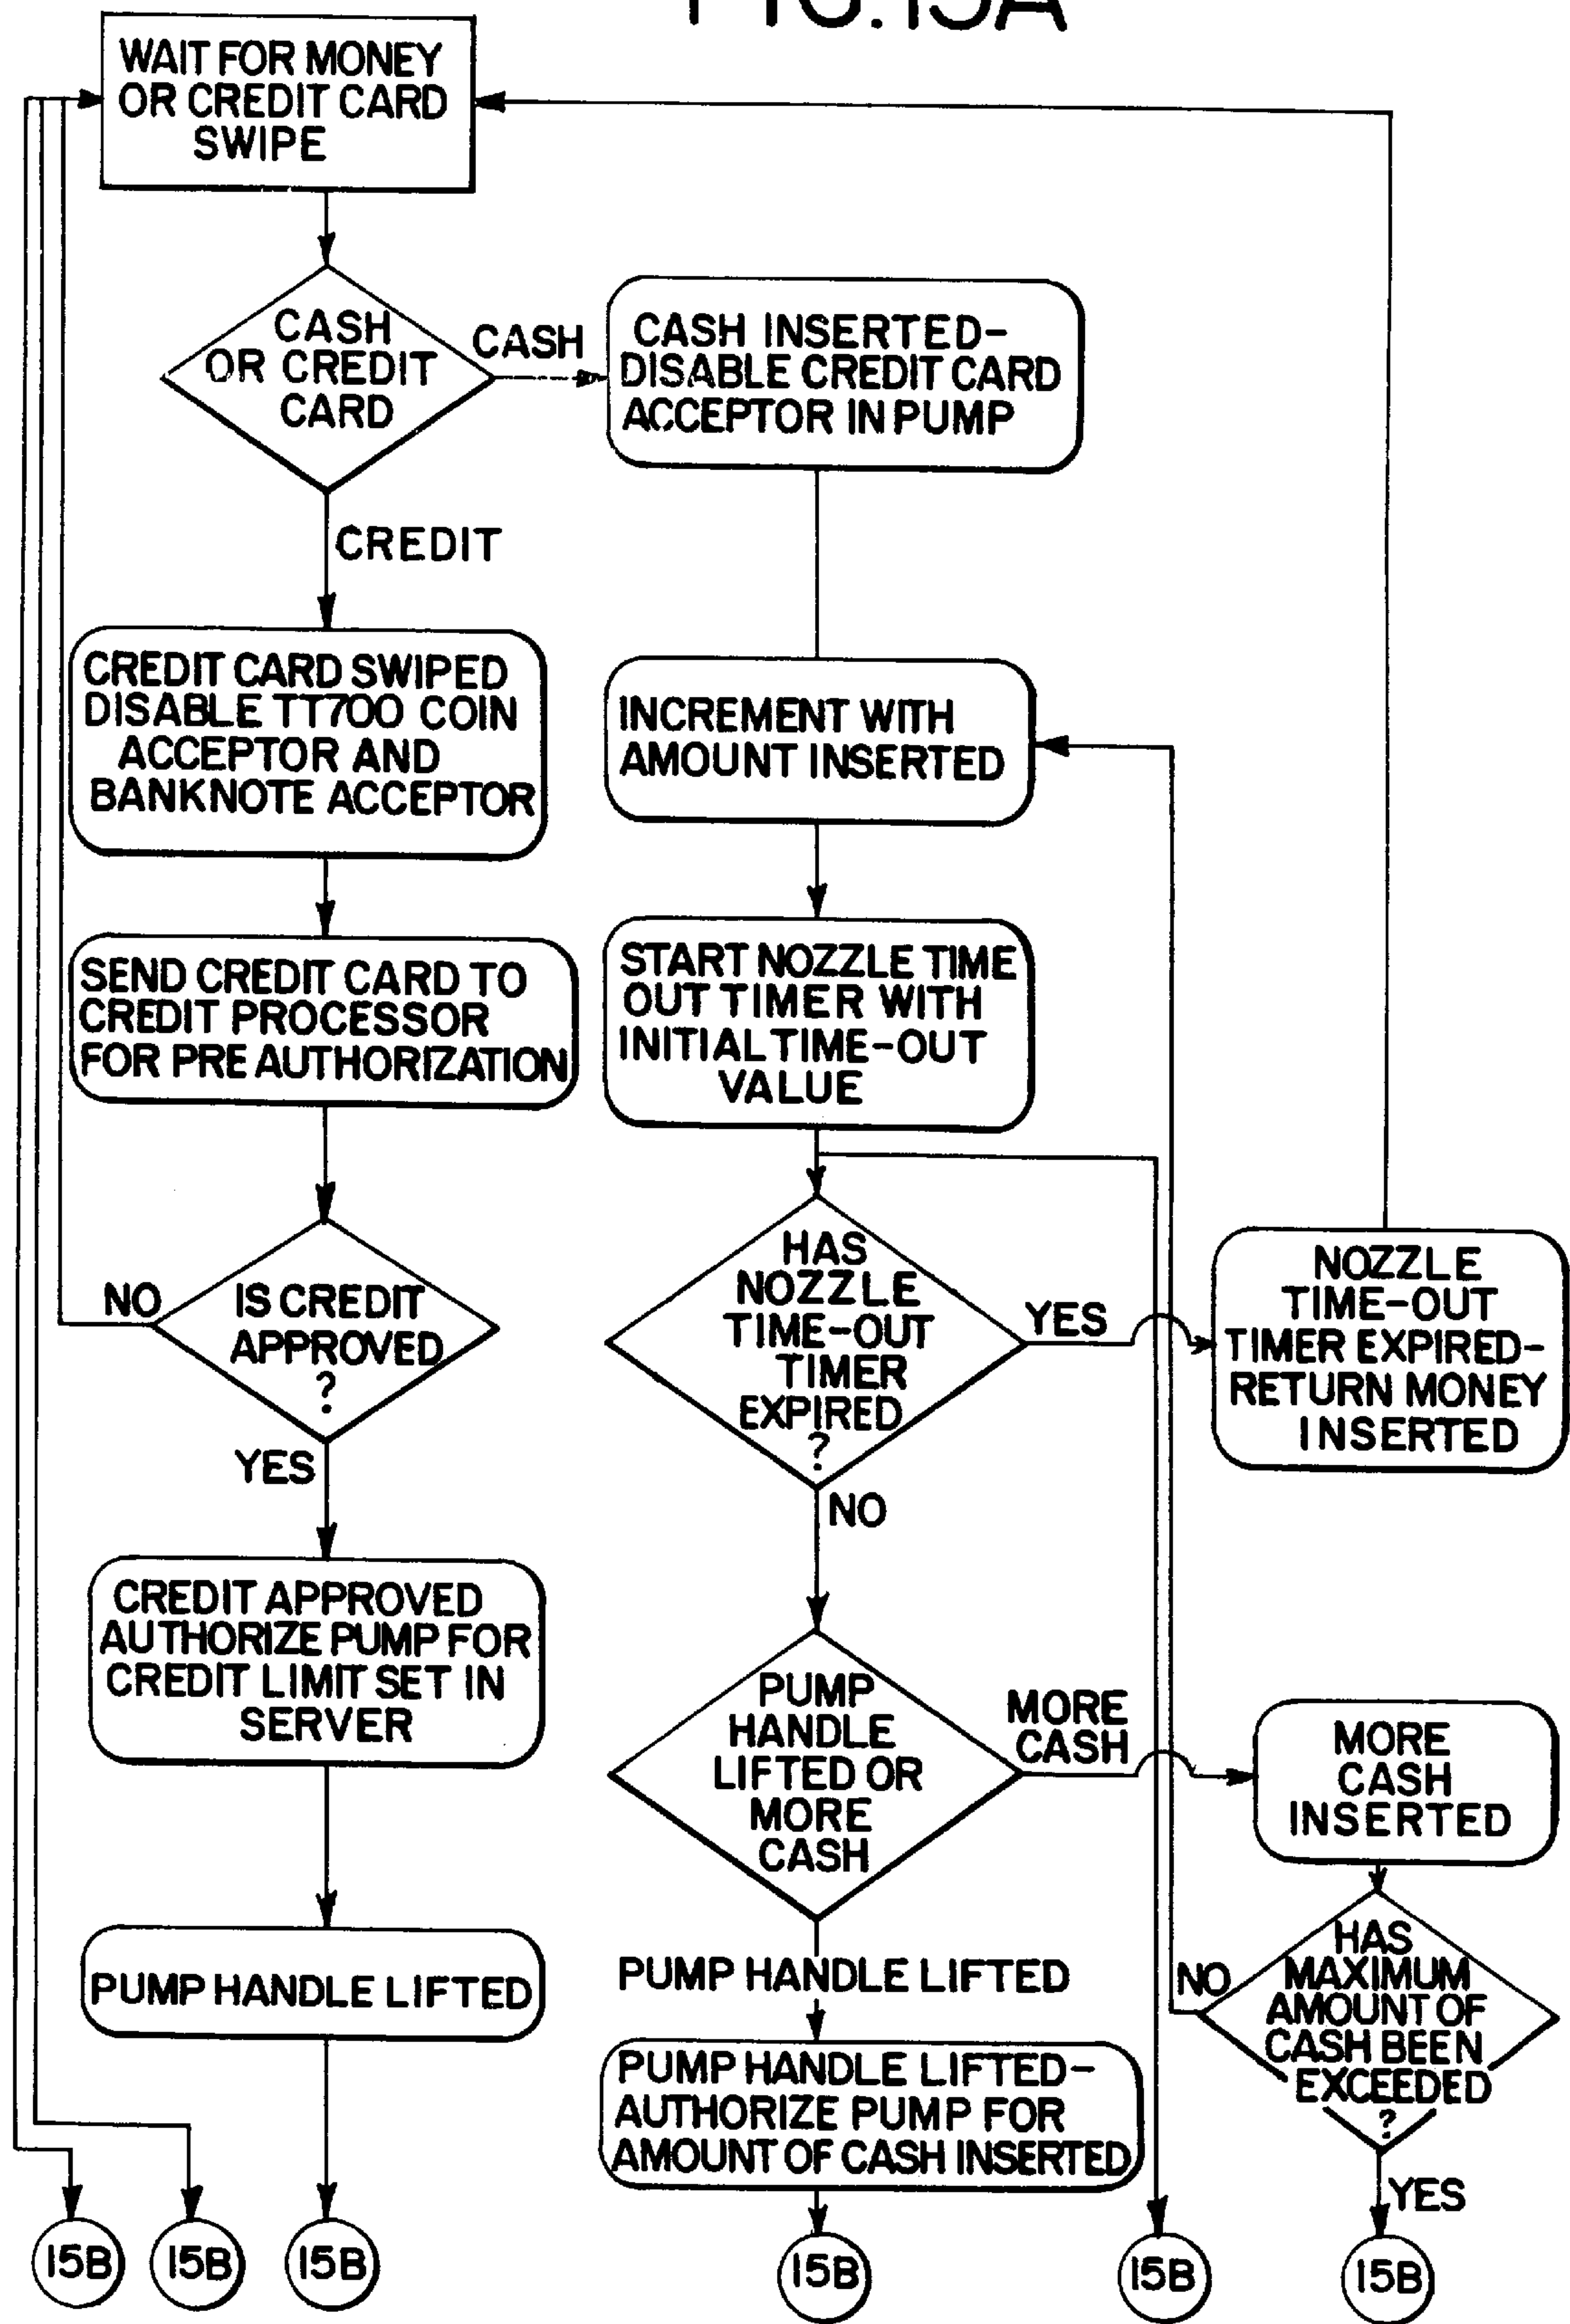 FIG.15A
WAIT FOR MONEY
OR CREDIT CARD
SWIPE
CASH
OR CREDIT
CARD
CASH
CASH INSERTED-
DISABLE CREDIT CARD
ACCEPTOR IN PUMP
CREDIT
CREDIT CARD SWIPED
DISABLE TT700 COIN
ACCEPTOR AND
BANKNOTE ACCEPTOR
INCREMENT WITH
AMOUNT INSERTED
SEND CREDIT CARD TO
CREDIT PROCESSOR
FOR PRE AUTHORIZATION
START NOZZLE TIME
OUT TIMER WITH
INITIAL TIME-OUT
VALUE
NO
IS CREDIT
APPROVED
?
YES
HAS
NOZZLE
TIME-OUT
TIMER
EXPIRED
?
YES
NO
NOZZLE
TIME-OUT
TIMER EXPIRED-
RETURN MONEY
INSERTED
CREDIT APPROVED
AUTHORIZE PUMP FOR
CREDIT LIMIT SET IN
SERVER
PUMP
HANDLE
LIFTED OR
MORE
CASH
MORE
CASH
MORE
CASH
INSERTED
PUMP HANDLE LIFTED
PUMP HANDLE LIFTED
NO
HAS
MAXIMUM
AMOUNT OF
CASH BEEN
EXCEEDED
?
YES
PUMP HANDLE LIFTED-
AUTHORIZE PUMP FOR
AMOUNT OF CASH INSERTED
15B
15B
15B
15B
15B
15B